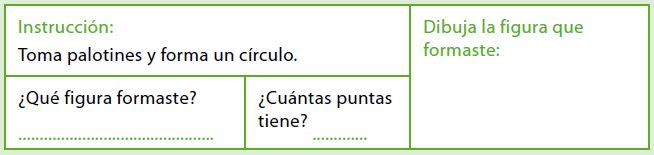 Instrucción:
Toma palotines y forma un círculo.
¿Qué figura formaste?
.............................................
¿Cuántas puntas
tiene? .............
Dibuja la figura que
formaste: